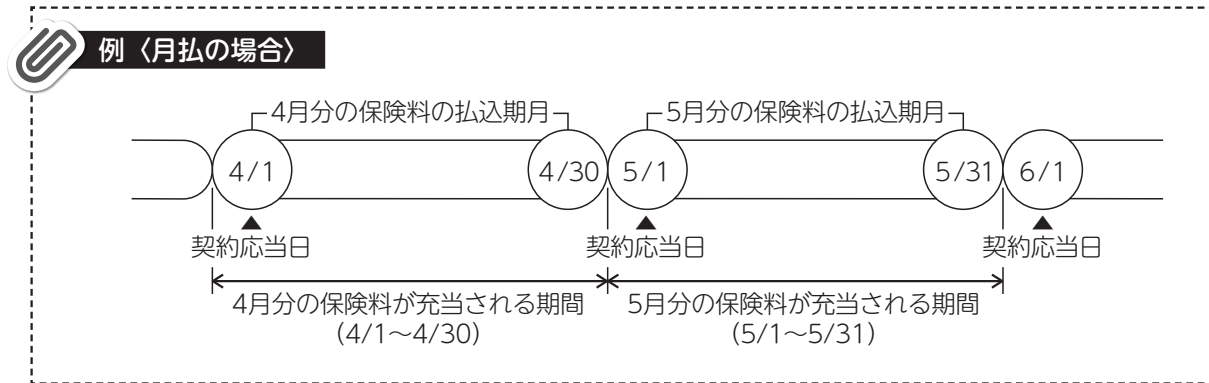 例〈月払の場合〉
4月分の保険料の払込期月
5月分の保険料の払込期月
4/1
4/30
5/1
5/31
6/1
契約応当日
契約応当日
契約応当日
4月分の保険料が充当される期間
(4/1～4/30)
5月分の保険料が充当される期間
(5/1～5/31)